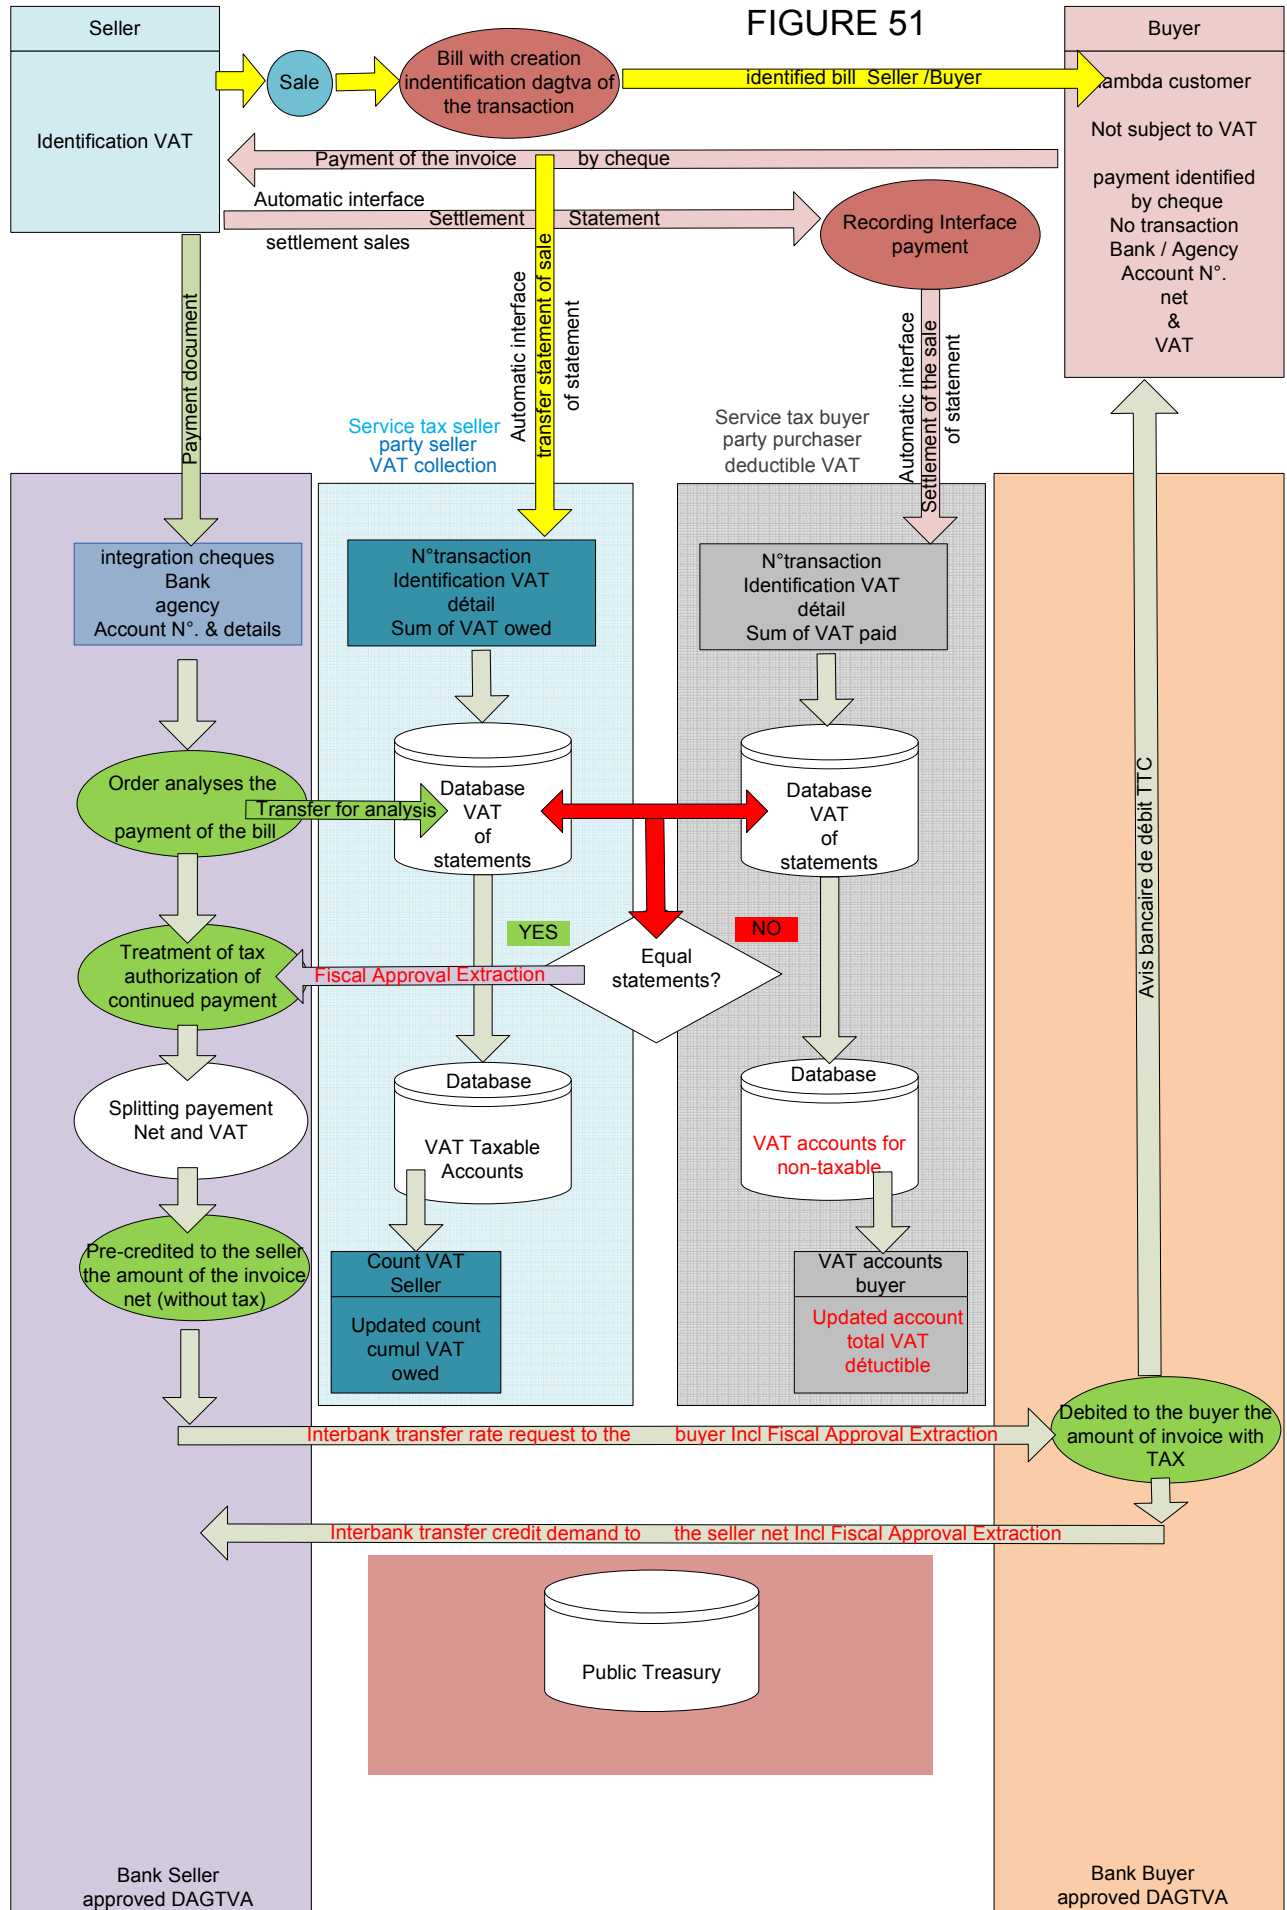 FIGURE 51
Seller
Identification VAT
Sale
Bill with creation
indentification dagtva of
the transaction
identified bill  Seller /Buyer
Buyer
lambda customer
Not subject to VAT
payment identified
by cheque
No transaction
Bank / Agency
Account N°.
net
&
VAT
Payment of the invoice by cheque
Automatic interface
Settlement Statement
settlement sales
Recording Interface
payment
Payment document
Automatic interface
transfer statement of sale
of statement
Automatic interface
Settlement of the sale
of statement
Service tax seller
party seller
VAT collection
Service tax buyer
party purchaser
deductible VAT
integration cheques
Bank
agency
Account N°. & details
N°transaction
Identification VAT
détail
Sum of VAT owed
N°transaction
Identification VAT
détail
Sum of VAT paid
Order analyses the
payment of the bill
Transfer for analysis
Database
VAT
of
statements
Database
VAT
of
statements
Avis bancaire de débit TTC
YES
NO
Equal
statements?
Treatment of tax
authorization of
continued payment
Fiscal Approval Extraction
Splitting payement
Net and VAT
Database
VAT Taxable
Accounts
Database
VAT accounts for
non-taxable
Pre-credited to the seller
the amount of the invoice
net (without tax)
Count VAT
Seller
Updated count
cumul VAT
owed
VAT accounts
buyer
Updated account
total VAT
détuctible
Interbank transfer rate request to the buyer Incl Fiscal Approval Extraction
Debited to the buyer the
amount of invoice with
TAX
Interbank transfer credit demand to the seller net Incl Fiscal Approval Extraction
Public Treasury
Bank Seller
approved DAGTVA
Bank Buyer
approved DAGTVA